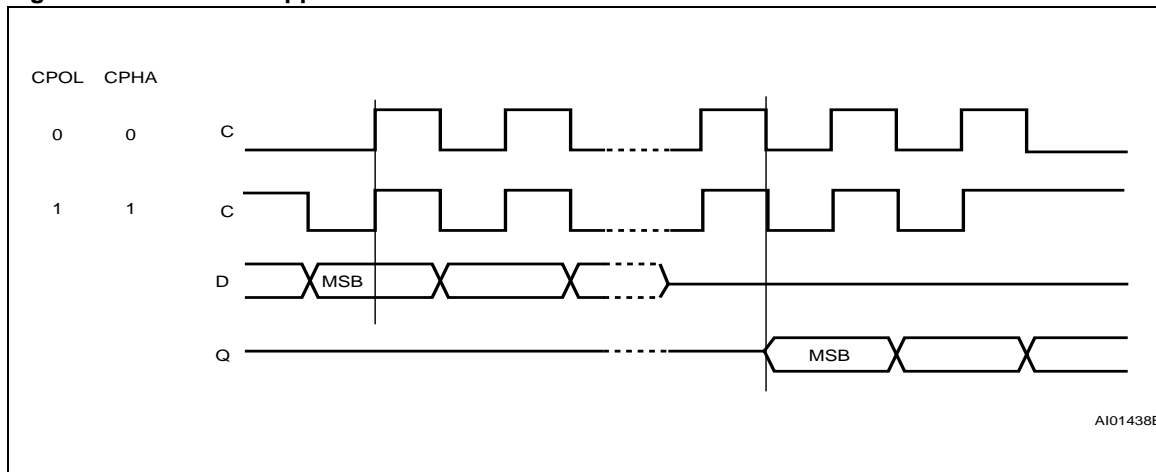 CPOL CPHA
0 0 C
1 1 C
D MSB
Q MSB
AI01438B